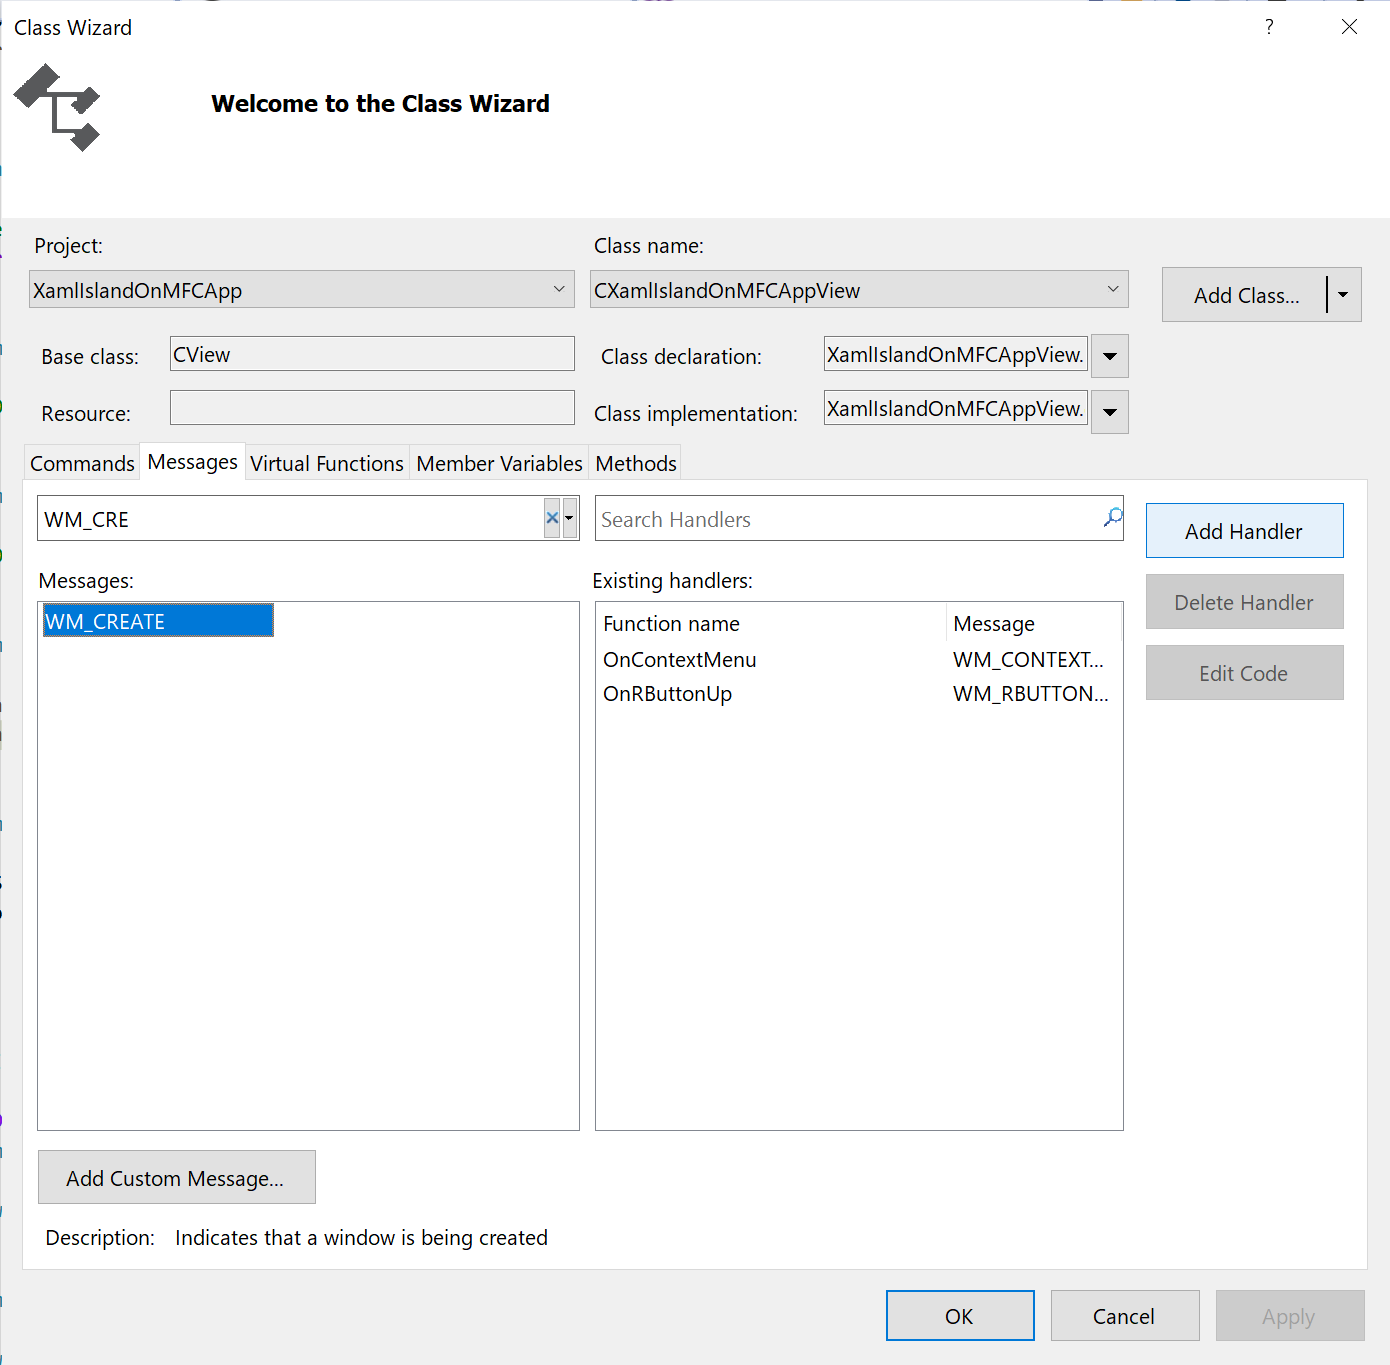 Class Wizard
?
Welcome to the Class Wizard
Project:
Class name:
XamlIslandOnMFCApp
CXamlIslandOnMFCAppView
Add Class...
Base class:
CView
Class declaration:
XamlIslandOnMFCAppView.
Resource:
Class implementation:
XamlIslandOnMFCAppView.
Commands
Messages
Virtual Functions
Member Variables
Methods
WM_CRE
Search Handlers
Add Handler
Messages:
Existing handlers:
Delete Handler
WM_CREATE
Function name
Message
OnContextMenu
WM_CONTEXT...
Edit Code
OnRButtonUp
WM_RBUTTON...
Add Custom Message...
Description:
Indicates that a window is being created
OK
Cancel
Apply